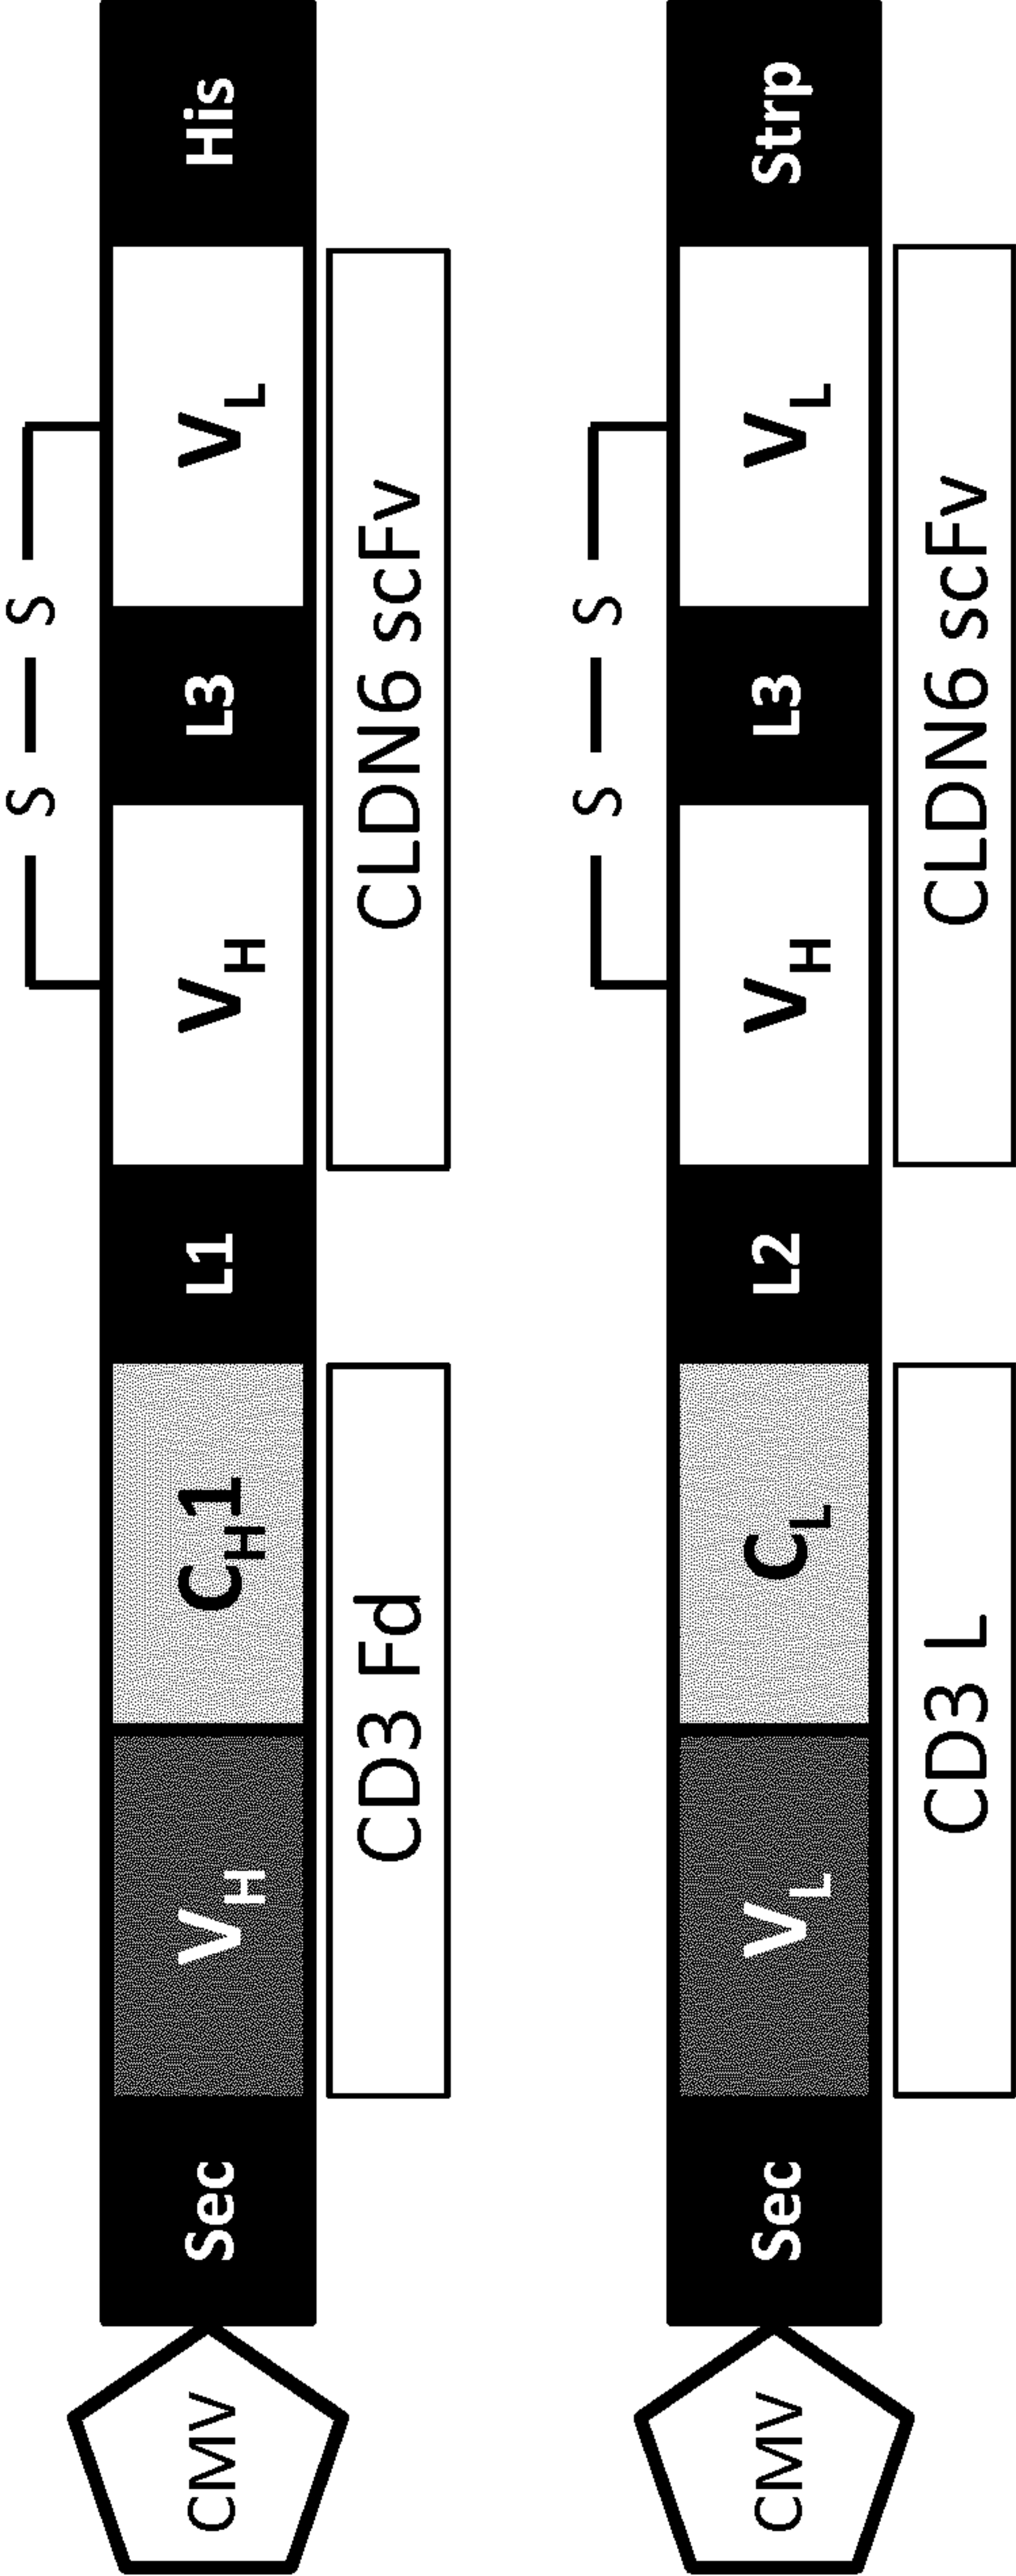 S — S
CMV Sec VH CH1 L1 VH L3 VL His
CD3 Fd CLDN6 scFv
S — S
CMV Sec VL CL L2 VH L3 VL Strp
CD3 L CLDN6 scFv